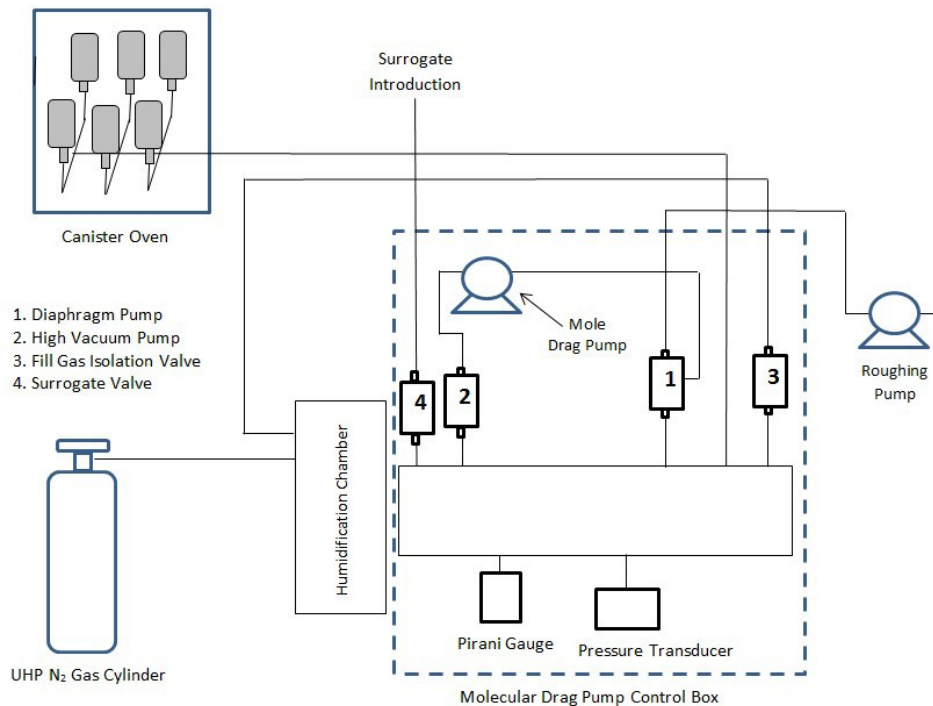 Surrogate
Introduction
Canister Oven
1. Diaphragm Pump
2. High Vacuum Pump
3. Fill Gas Isolation Valve
4. Surrogate Valve
Mole
Drag Pump
Roughing
Pump
4
2
1
3
Humidification Chamber
Pirani Gauge
Pressure Transducer
UHP N₂ Gas Cylinder
Molecular Drag Pump Control Box